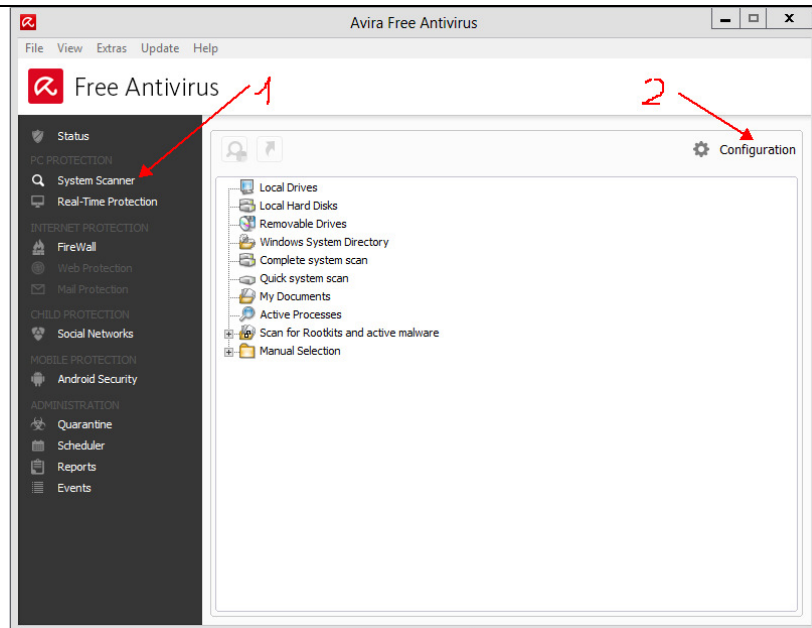 Avira Free Antivirus
File View Extras Update Help
Free Antivirus
1
2
Status
PC PROTECTION
System Scanner
Real-Time Protection
INTERNET PROTECTION
FireWall
Web Protection
Mail Protection
CHILD PROTECTION
Social Networks
MOBILE PROTECTION
Android Security
ADMINISTRATION
Quarantine
Scheduler
Reports
Events
Configuration
Local Drives
Local Hard Disks
Removable Drives
Windows System Directory
Complete system scan
Quick system scan
My Documents
Active Processes
Scan for Rootkits and active malware
Manual Selection